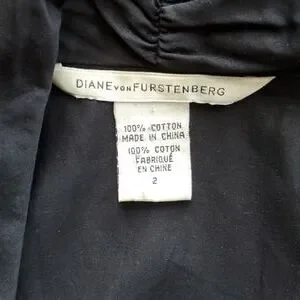 DIANE VON FURSTENBERG
100% COTTON
MADE IN CHINA
100% COTON
FABRIQUÉ
EN CHINE
2